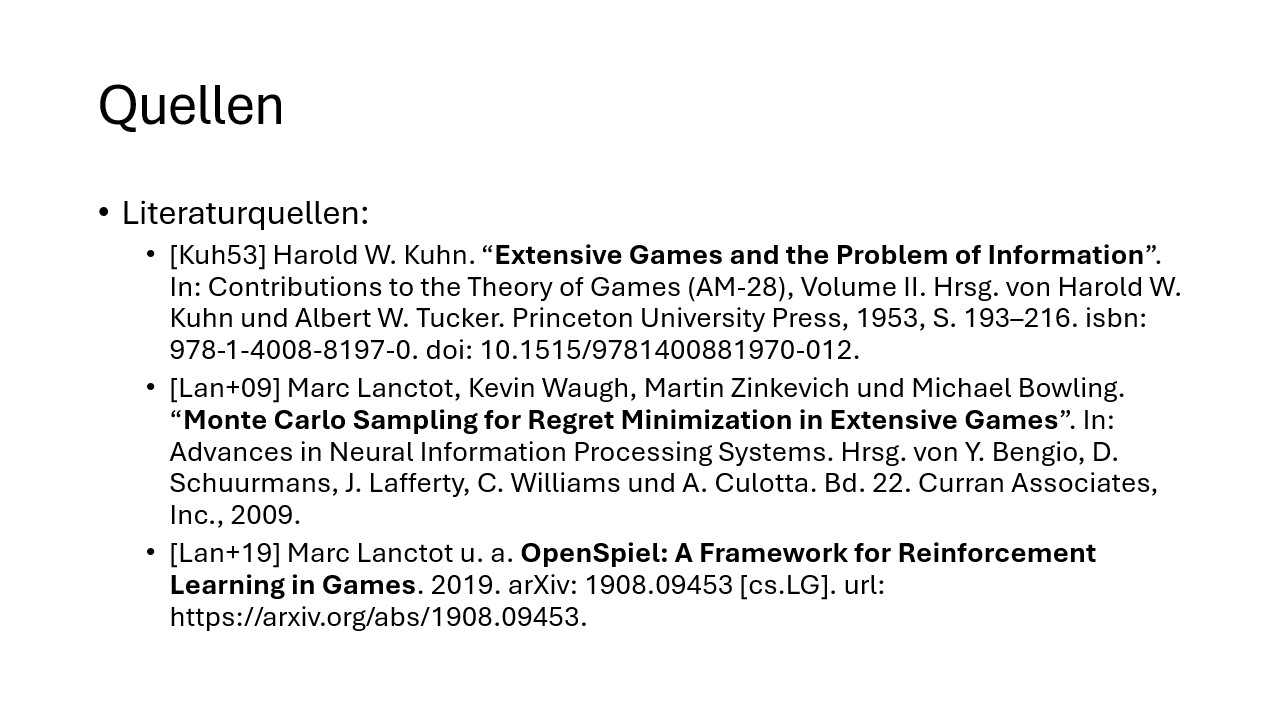 Quellen
• Literaturquellen:
• [Kuh53] Harold W. Kuhn. “Extensive Games and the Problem of Information”.
In: Contributions to the Theory of Games (AM-28), Volume II. Hrsg. von Harold W.
Kuhn und Albert W. Tucker. Princeton University Press, 1953, S. 193–216. isbn:
978-1-4008-8197-0. doi: 10.1515/9781400881970-012.
• [Lan+09] Marc Lanctot, Kevin Waugh, Martin Zinkevich und Michael Bowling.
“Monte Carlo Sampling for Regret Minimization in Extensive Games”. In:
Advances in Neural Information Processing Systems. Hrsg. von Y. Bengio, D.
Schuurmans, J. Lafferty, C. Williams und A. Culotta. Bd. 22. Curran Associates,
Inc., 2009.
• [Lan+19] Marc Lanctot u. a. OpenSpiel: A Framework for Reinforcement
Learning in Games. 2019. arXiv: 1908.09453 [cs.LG]. url:
https://arxiv.org/abs/1908.09453.